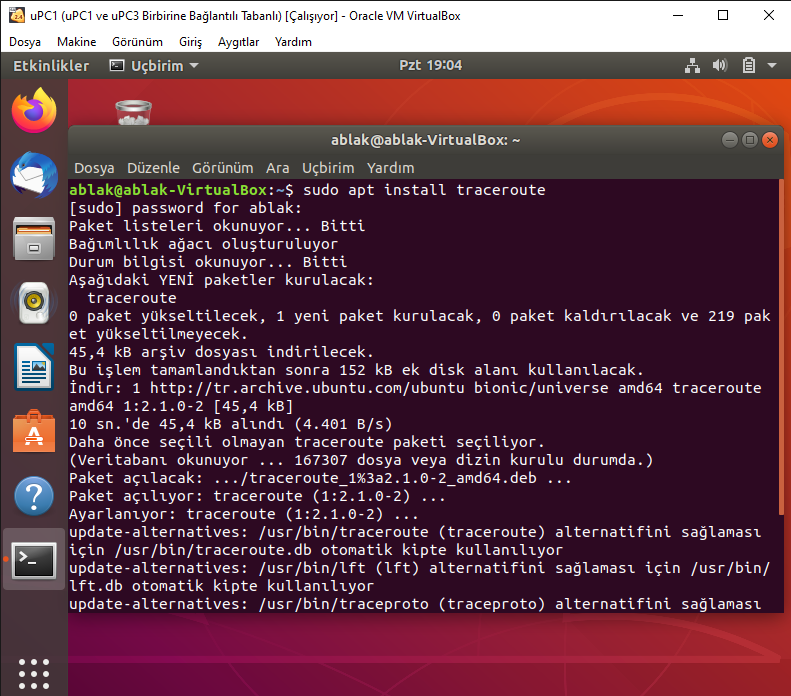 uPC1 (uPC1 ve uPC3 Birbirine Bağlantılı Tabanlı) [Çalışıyor] - Oracle VM VirtualBox
Dosya Makine Görünüm Giriş Aygıtlar Yardım
Etkinlikler Uçbirim Pzt 19:04
ablak@ablak-VirtualBox: ~
Dosya Düzenle Görünüm Ara Uçbirim Yardım
ablak@ablak-VirtualBox:~$ sudo apt install traceroute
[sudo] password for ablak:
Paket listeleri okunuyor... Bitti
Bağımlılık ağacı oluşturuluyor
Durum bilgisi okunuyor... Bitti
Aşağıdaki YENİ paketler kurulacak:
traceroute
0 paket yükseltilecek, 1 yeni paket kurulacak, 0 paket kaldırılacak ve 219 pak
et yükseltilmeyecek.
45,4 kB arşiv dosyası indirilecek.
Bu işlem tamamlandıktan sonra 152 kB ek disk alanı kullanılacak.
İndir: 1 http://tr.archive.ubuntu.com/ubuntu bionic/universe amd64 traceroute
amd64 1:2.1.0-2 [45,4 kB]
10 sn.'de 45,4 kB alındı (4.401 B/s)
Daha önce seçili olmayan traceroute paketi seçiliyor.
(Veritabanı okunuyor ... 167307 dosya veya dizin kurulu durumda.)
Paket açılacak: .../traceroute_1%3a2.1.0-2_amd64.deb ...
Paket açılıyor: traceroute (1:2.1.0-2) ...
Ayarlanıyor: traceroute (1:2.1.0-2) ...
update-alternatives: /usr/bin/traceroute (traceroute) alternatifini sağlaması
için /usr/bin/traceroute.db otomatik kipte kullanılıyor
update-alternatives: /usr/bin/lft (lft) alternatifini sağlaması için /usr/bin/
lft.db otomatik kipte kullanılıyor
update-alternatives: /usr/bin/traceproto (traceproto) alternatifini sağlaması